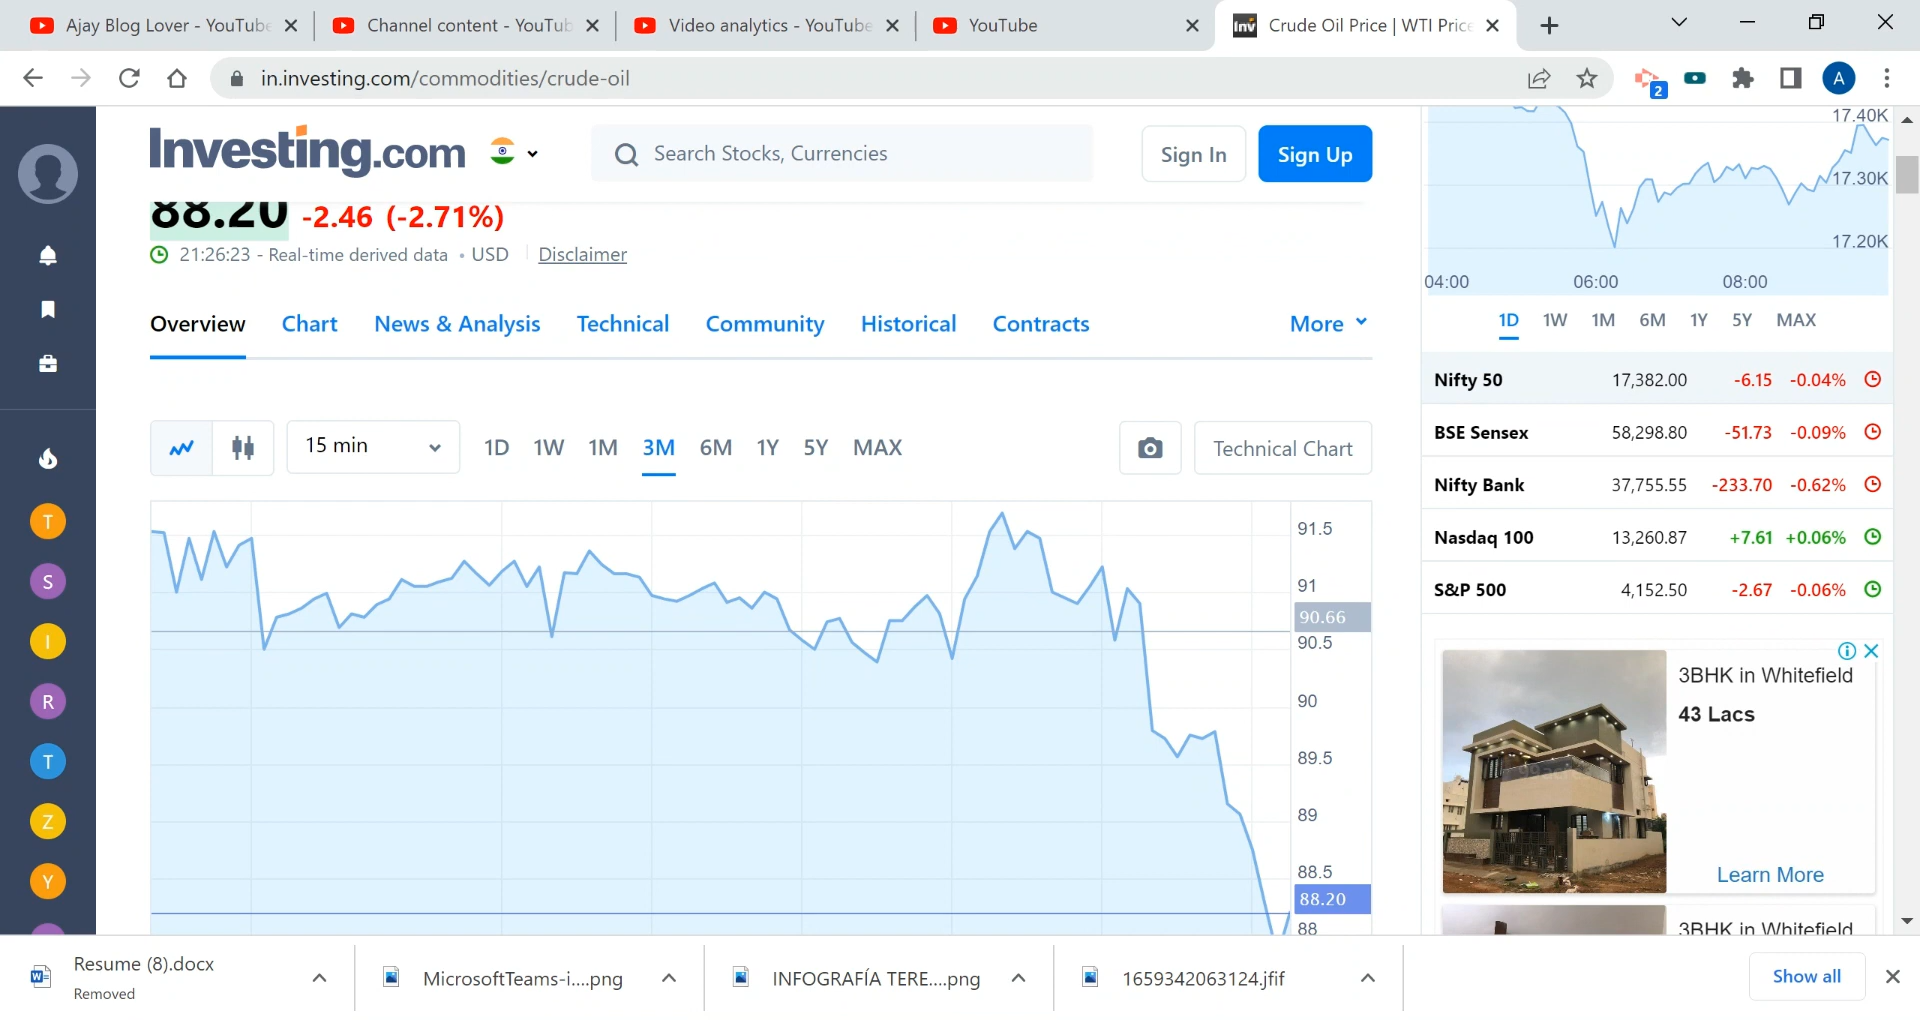 Ajay Blog Lover - YouTube
Channel content - YouTub
Video analytics - YouTube
YouTube
Inv Crude Oil Price | WTI Price
in.investing.com/commodities/crude-oil
2
A
Investing.com
Search Stocks, Currencies
Sign In
Sign Up
88.20 -2.46 (-2.71%)
21:26:23 - Real-time derived data • USD
Disclaimer
Overview Chart News & Analysis Technical Community Historical Contracts More
15 min
1D 1W 1M 3M 6M 1Y 5Y MAX
Technical Chart
91.5
91
90.66
90.5
90
89.5
89
88.5
88.20
88
T
S
I
R
T
Z
Y
17.40K
17.30K
17.20K
04:00 06:00 08:00
1D 1W 1M 6M 1Y 5Y MAX
Nifty 50 17,382.00 -6.15 -0.04%
BSE Sensex 58,298.80 -51.73 -0.09%
Nifty Bank 37,755.55 -233.70 -0.62%
Nasdaq 100 13,260.87 +7.61 +0.06%
S&P 500 4,152.50 -2.67 -0.06%
3BHK in Whitefield
43 Lacs
Learn More
3BHK in Whitefield
Resume (8).docx
Removed
MicrosoftTeams-i....png
INFOGRAFÍA TERE....png
1659342063124.jfif
Show all